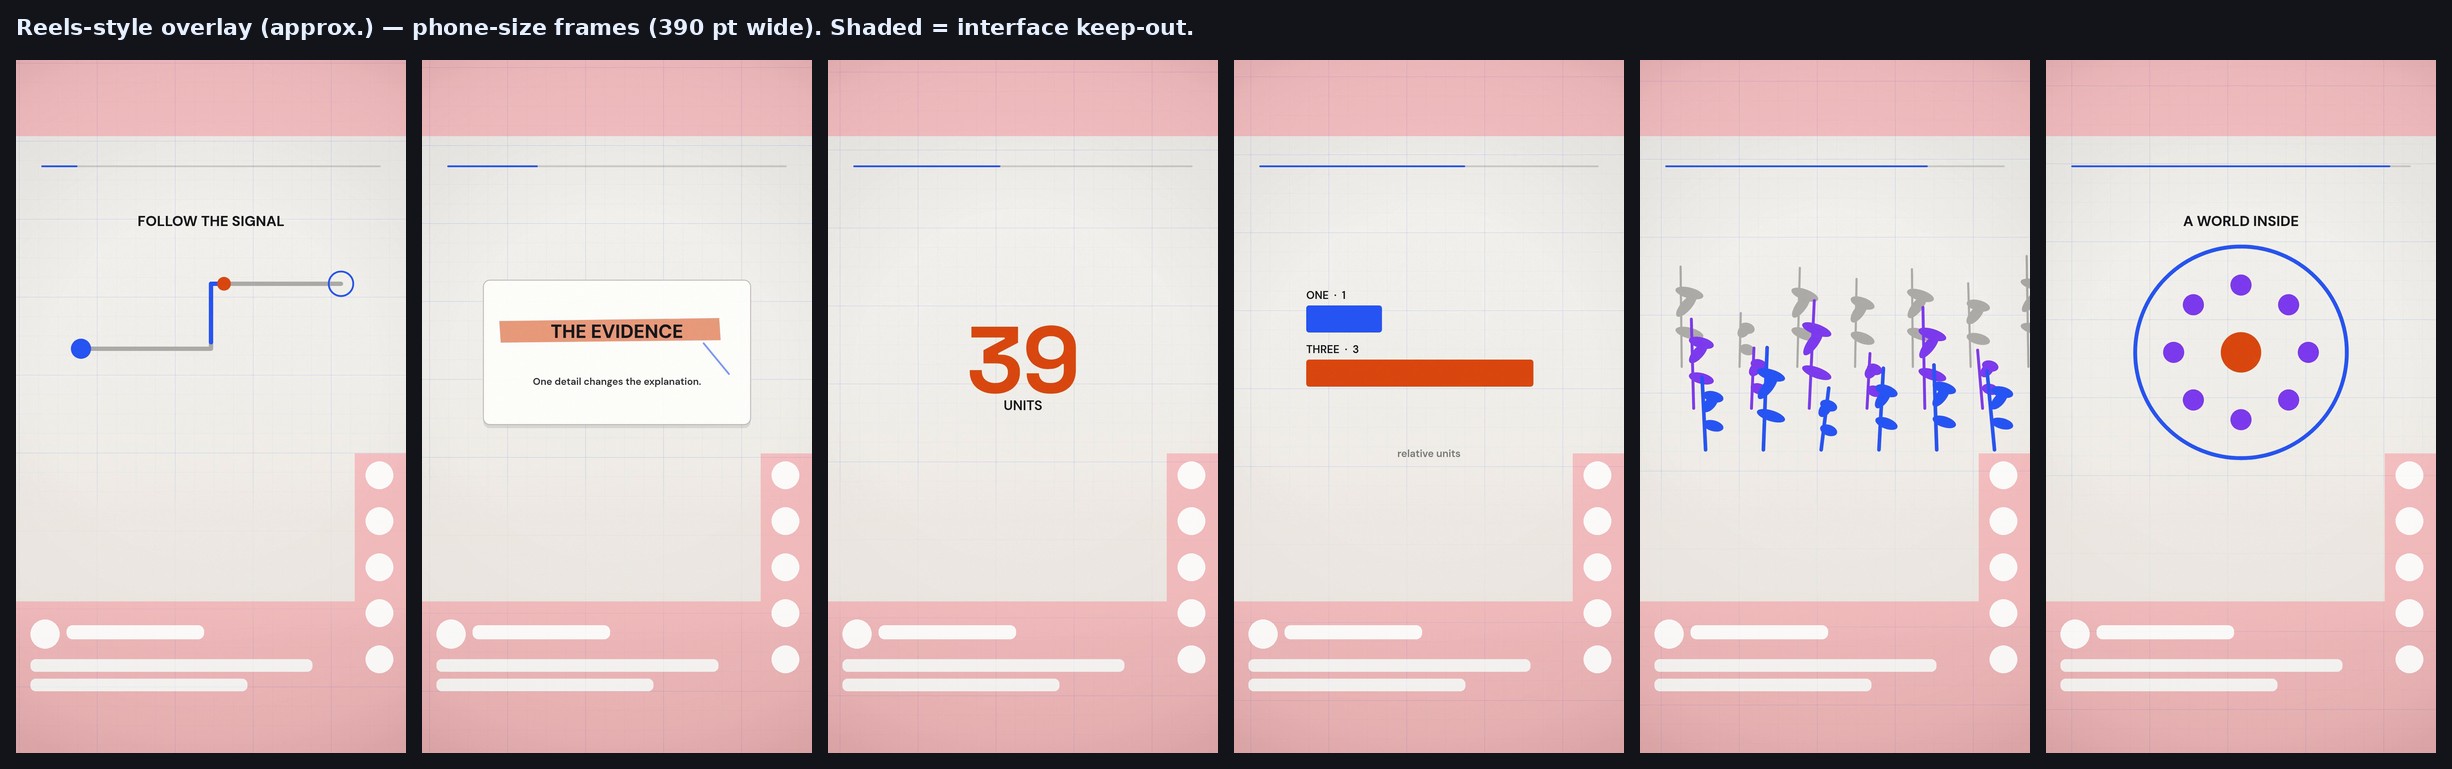 Reels-style overlay (approx.) — phone-size frames (390 pt wide). Shaded = interface keep-out.
FOLLOW THE SIGNAL
THE EVIDENCE
One detail changes the explanation.
39
UNITS
ONE · 1
THREE · 3
relative units
A WORLD INSIDE